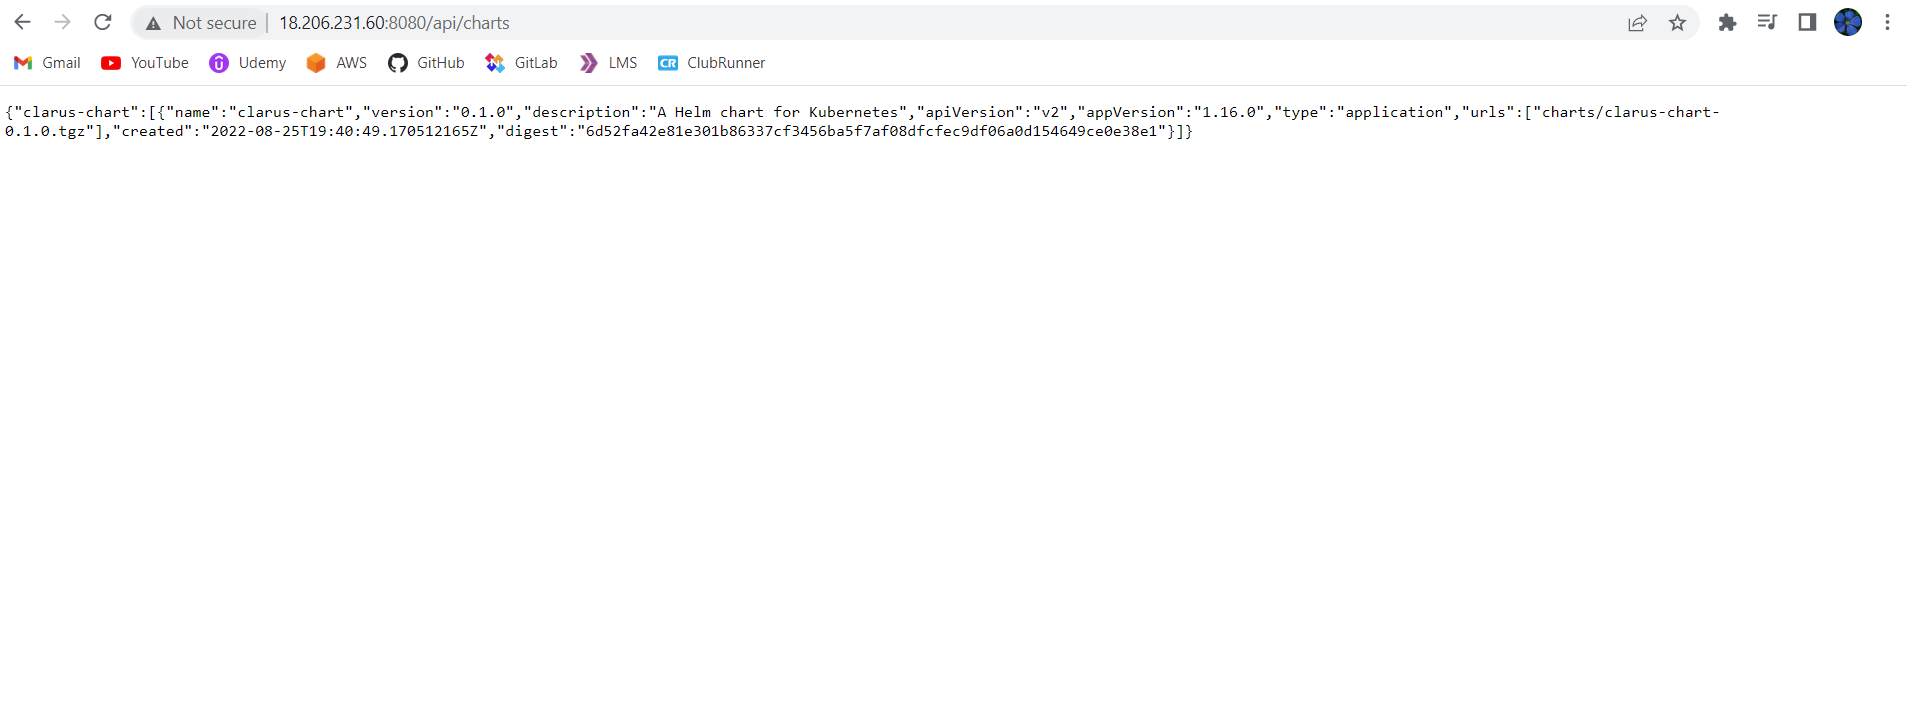 Not secure | 18.206.231.60:8080/api/charts
Gmail YouTube Udemy AWS GitHub GitLab LMS CR ClubRunner
{"clarus-chart":[{"name":"clarus-chart","version":"0.1.0","description":"A Helm chart for Kubernetes","apiVersion":"v2","appVersion":"1.16.0","type":"application","urls":["charts/clarus-chart-
0.1.0.tgz"],"created":"2022-08-25T19:40:49.170512165Z","digest":"6d52fa42e81e301b86337cf3456ba5f7af08dfcfec9df06a0d154649ce0e38e1"}]}